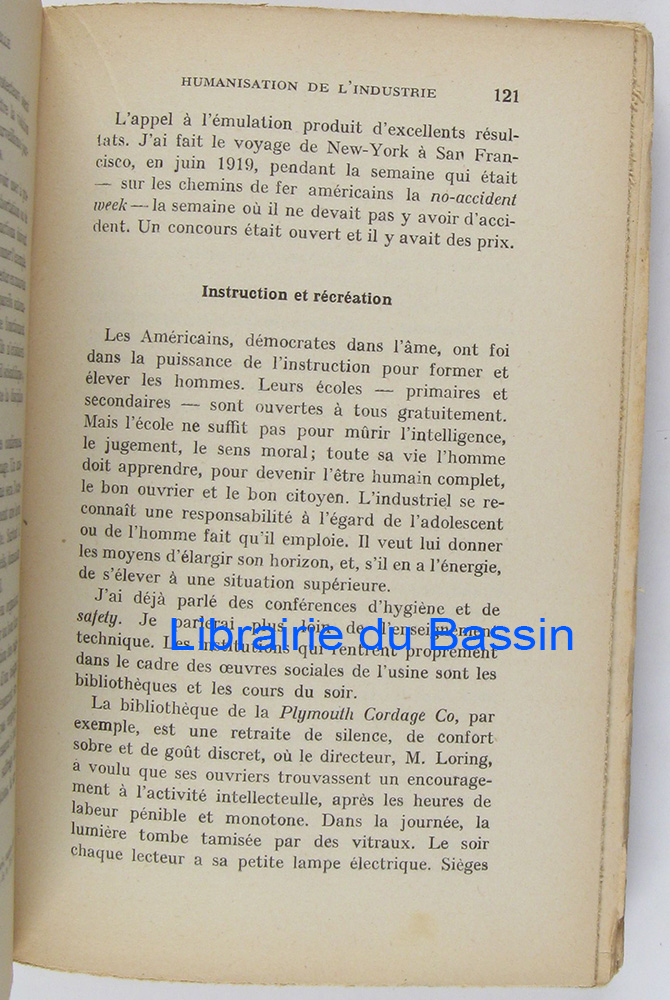 HUMANISATION DE L'INDUSTRIE 121
L'appel à l'émulation produit d'excellents résul-
tats. J'ai fait le voyage de New-York à San Fran-
cisco, en juin 1919, pendant la semaine qui était
— sur les chemins de fer américains la no-accident
week — la semaine où il ne devait pas y avoir d'acci-
dent. Un concours était ouvert et il y avait des prix.
Instruction et récréation
Les Américains, démocrates dans l'âme, ont foi
dans la puissance de l'instruction pour former et
élever les hommes. Leurs écoles — primaires et
secondaires — sont ouvertes à tous gratuitement.
Mais l'école ne suffit pas pour mûrir l'intelligence,
le jugement, le sens moral; toute sa vie l'homme
doit apprendre, pour devenir l'être humain complet,
le bon ouvrier et le bon citoyen. L'industriel se re-
connaît une responsabilité à l'égard de l'adolescent
ou de l'homme fait qu'il emploie. Il veut lui donner
les moyens d'élargir son horizon, et, s'il en a l'énergie,
de s'élever à une situation supérieure.
J'ai déjà parlé des conférences d'hygiène et de
safety. Je parlerai plus loin de l'enseignement
Librairie du Bassin
technique. Les institutions qui rentrent proprement
dans le cadre des œuvres sociales de l'usine sont les
bibliothèques et les cours du soir.
La bibliothèque de la Plymouth Cordage Co, par
exemple, est une retraite de silence, de confort
sobre et de goût discret, où le directeur, M. Loring,
a voulu que ses ouvriers trouvassent un encourage-
ment à l'activité intellecteulle, après les heures de
labeur pénible et monotone. Dans la journée, la
lumière tombe tamisée par des vitraux. Le soir
chaque lecteur a sa petite lampe électrique. Sièges